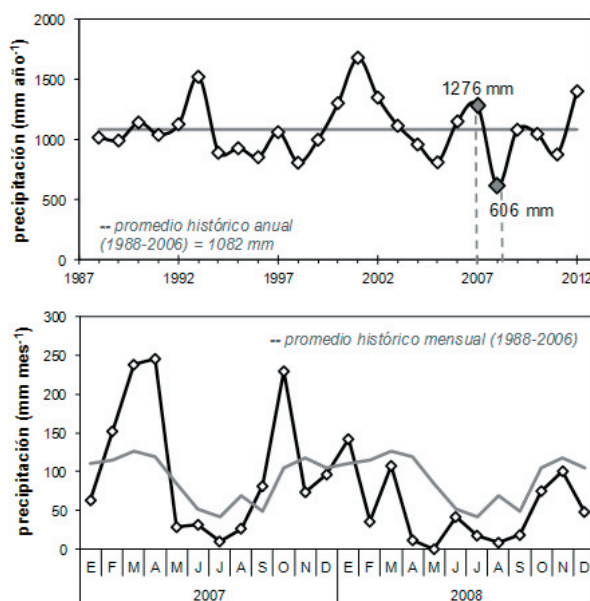 precipitación (mm año⁻¹)
2000
1500
1000
500
0
1276 mm
606 mm
-- promedio histórico anual
(1988-2006) = 1082 mm
1987 1992 1997 2002 2007 2012
precipitación (mm mes⁻¹)
300
250
200
150
100
50
0
-- promedio histórico mensual (1988-2006)
E F M A M J J A S O N D E F M A M J J A S O N D
2007 2008